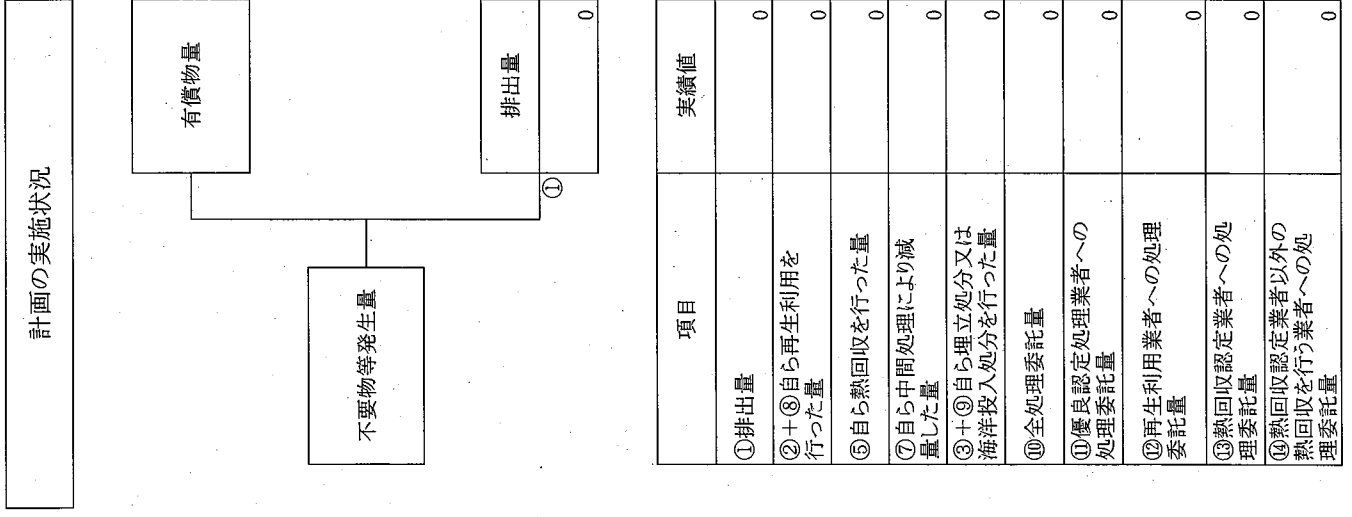 計画の実施状況
不要物等発生量
有償物量
排出量
①
0
項目
実績値
①排出量
0
②+⑧自ら再生利用を
行った量
0
⑤自ら熱回収を行った量
0
⑦自ら中間処理により減
量した量
0
③+⑨自ら埋立処分又は
海洋投入処分を行った量
0
⑩全処理委託量
0
⑪優良認定処理業者への
処理委託量
0
⑫再生利用業者への処理
委託量
0
⑬熱回収認定業者への処
理委託量
0
⑭熱回収認定業者以外の
熱回収を行う業者への処
理委託量
0